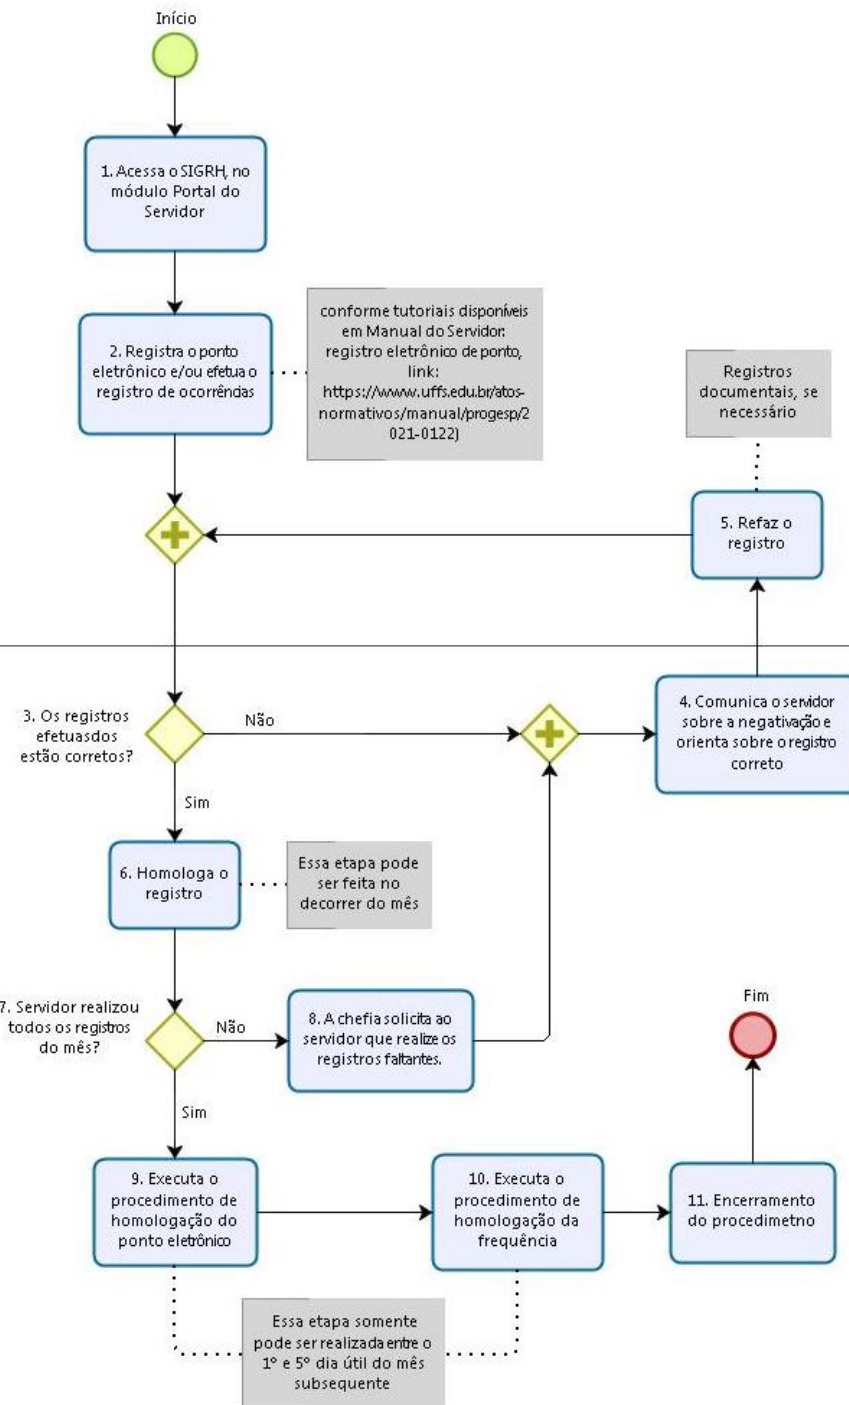 Início
1. Acessa o SIGRH, no
módulo Portal do
Servidor
2. Registra o ponto
eletrônico e/ou efetua o
registro de ocorrências
conforme tutoriais disponíveis
em Manual do Servidor:
registro eletrônico de ponto,
link:
https://www.uffs.edu.br/atos-
normativos/manual/progesp/2
021-0122)
Registros
documentais, se
necessário
5. Refaz o
registro
3. Os registros
efetuasdos
estão corretos?
Não
Sim
4. Comunica o servidor
sobre a negativação e
orienta sobre o registro
correto
6. Homologa o
registro
Essa etapa pode
ser feita no
decorrer do mês
7. Servidor realizou
todos os registros
do mês?
Não
Sim
8. A chefia solicita ao
servidor que realize os
registros faltantes.
Fim
9. Executa o
procedimento de
homologação do
ponto eletrônico
10. Executa o
procedimento de
homologação da
frequência
11. Encerramento
do procedimetno
Essa etapa somente
pode ser realizada entre o
1º e 5º dia útil do mês
subsequente